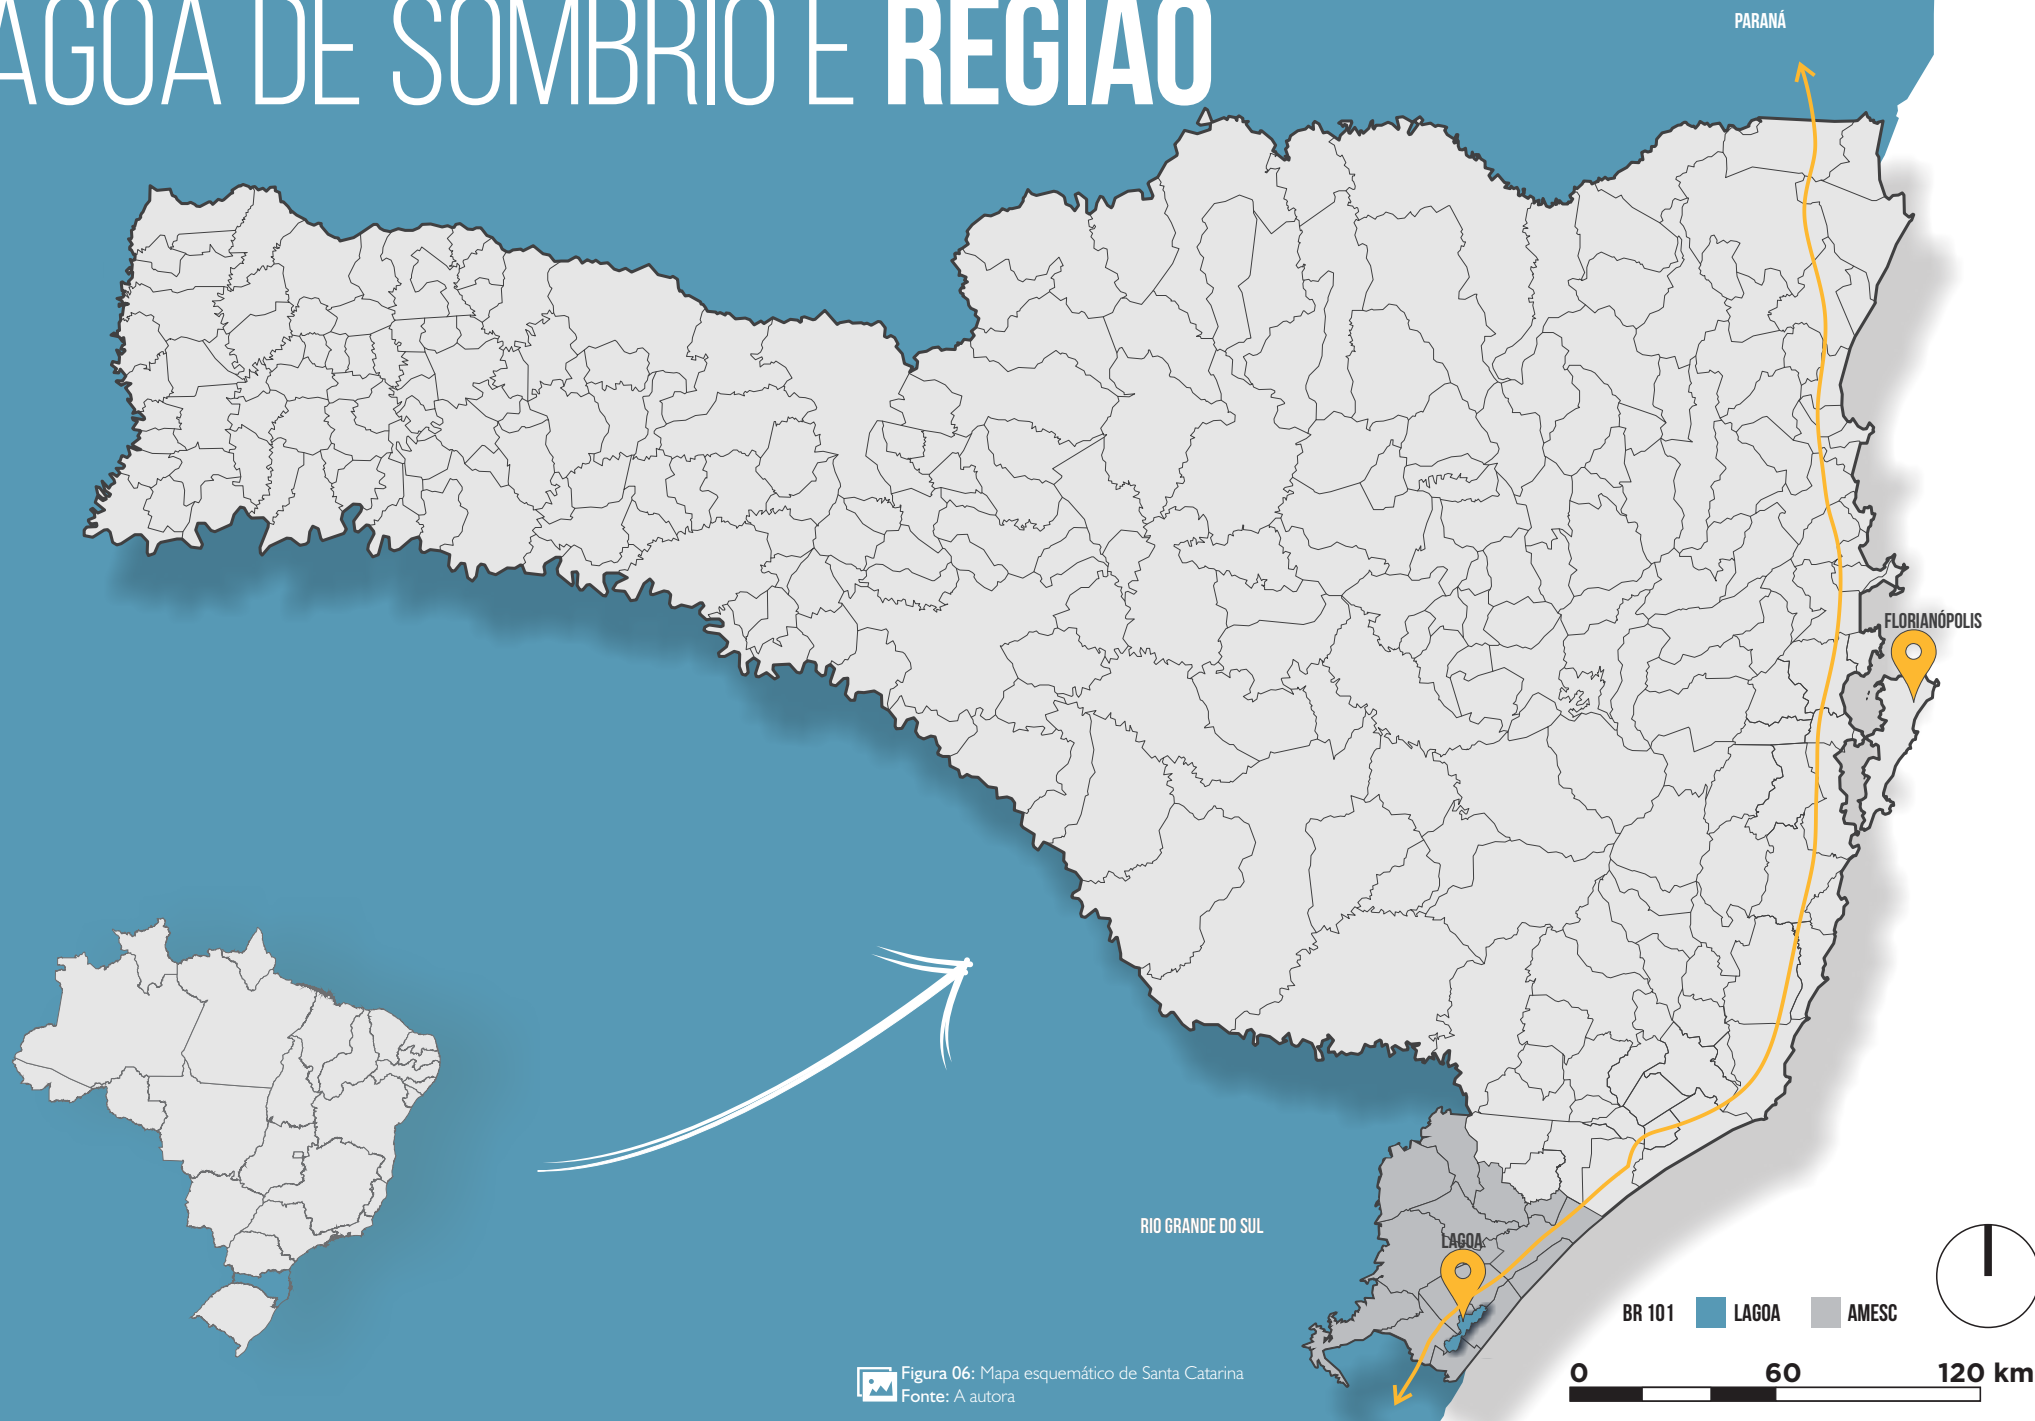 AGOA DE SOMBRIO E REGIÃO
PARANÁ
FLORIANÓPOLIS
RIO GRANDE DO SUL
LAGOA
BR 101 LAGOA AMESC
0 60 120 km
Figura 06: Mapa esquemático de Santa Catarina
Fonte: A autora